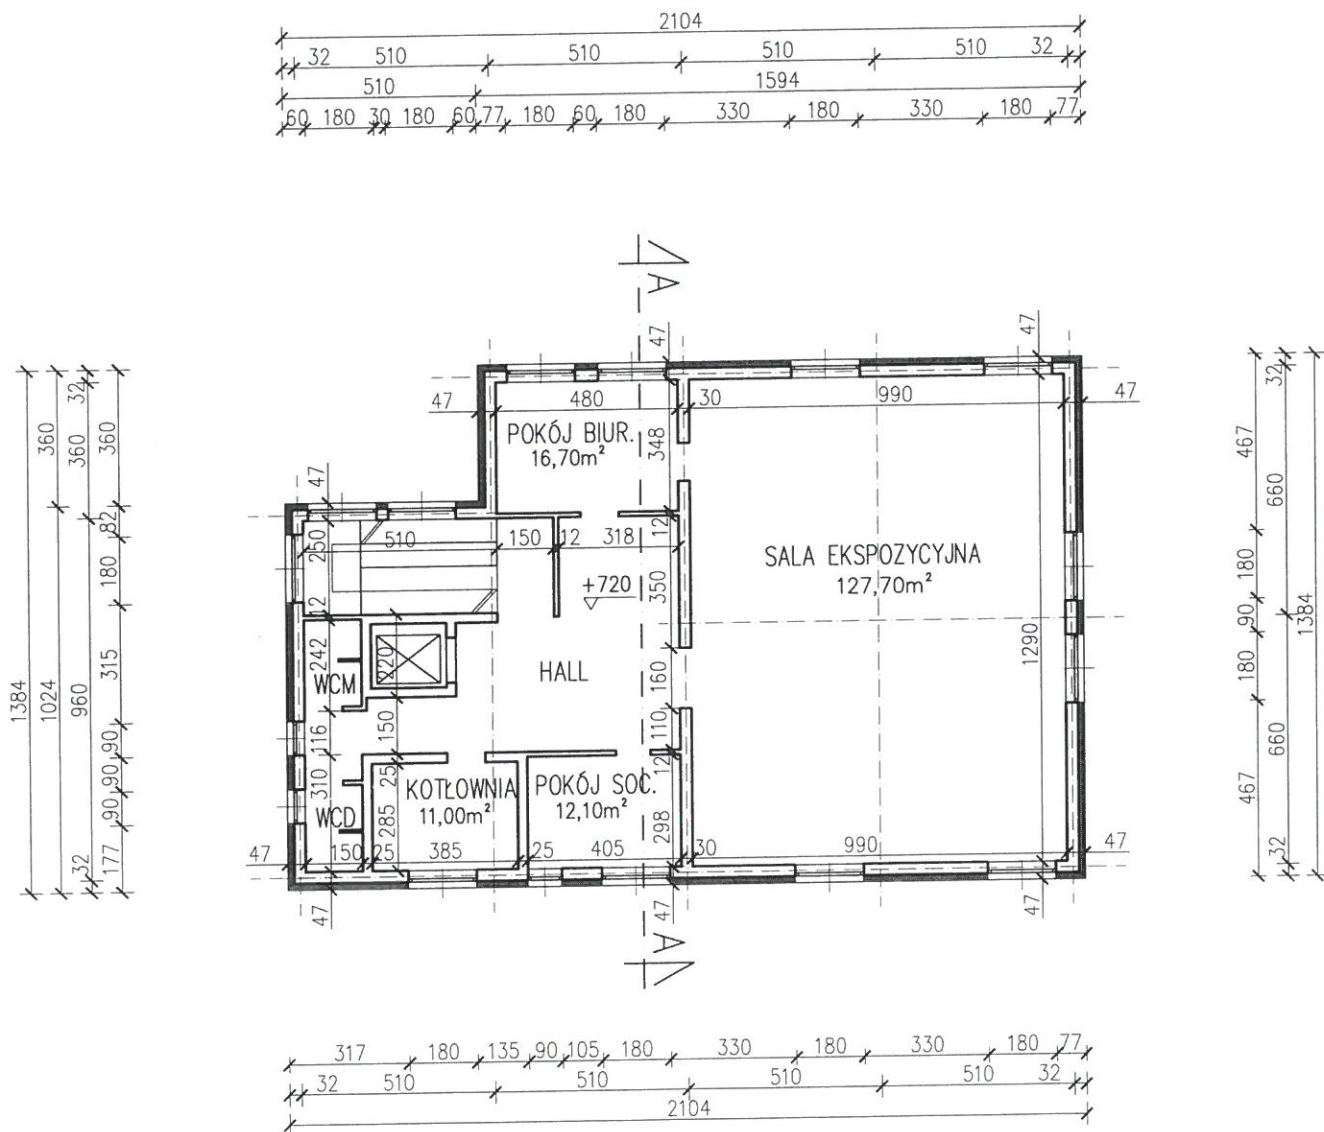 2104
32 510 510 510 510 32
510 1594
60 180 30 180 60 77 180 60 180 330 180 330 180 77
A
47 47
47 480 30 990 47
POKÓJ BIUR.
16,70m²
348
47
250 510 150 12 318 12
SALA EKSPOZYCYJNA
127,70m²
+720
350
12
242 220 HALL 160 1290
WCM
116 150 110
310 25 KOTŁOWNIA POKÓJ SOC. 12
11,00m² 12,10m²
WCD 285 298
47 150 25 385 25 405 30 990 47
47 47 47
A
1384
1024 360
960 360 32
32
360 82 180 315 90 90 90 177
467 180 90 180 467
32 660 660 32
1384
317 180 135 90 105 180 330 180 330 180 77
32 510 510 510 510 32
2104